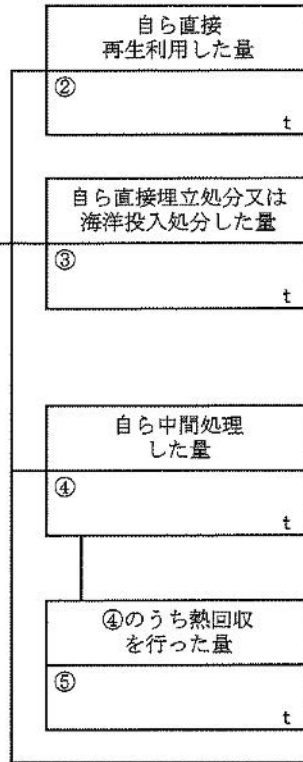 自ら直接
再生利用した量
②
t
自ら直接埋立処分又は
海洋投入処分した量
③
t
自ら中間処理
した量
④
t
④のうち熱回収
を行った量
⑤
t